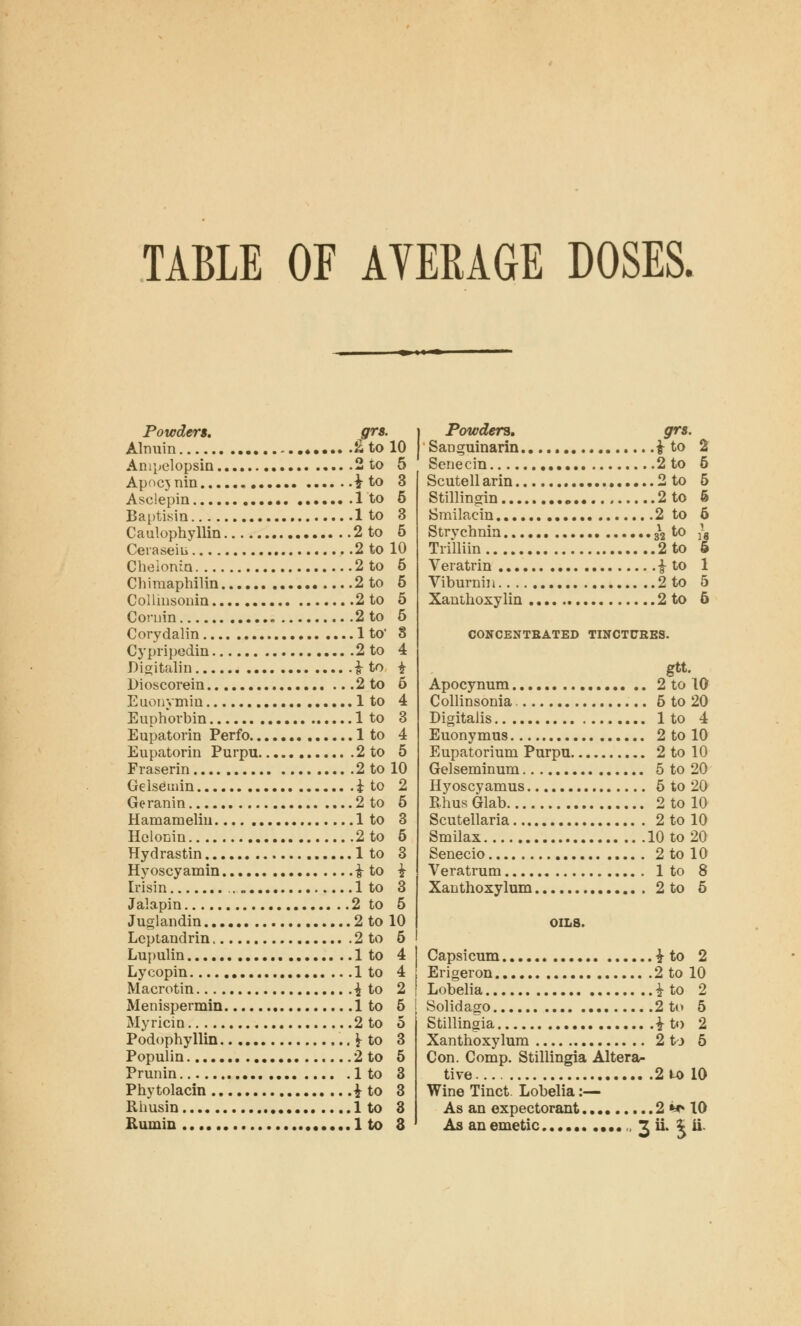 TABLE OF AVERAGE DOSES.
Powders. grs.
Alnuin 2 to 10
Ampelopsin 2 to 5
Apocynin ½ to 3
Asclepin 1 to 5
Baptisin 1 to 3
Caulophyllin 2 to 5
Cerasein 2 to 10
Chelonin 2 to 5
Chimaphilin 2 to 5
Collinsonin 2 to 5
Cornin 2 to 5
Corydalin 1 to 3
Cypripedin 2 to 4
Digitalin to
Dioscorein 2 to 5
Euonymin 1 to 4
Euphorbin 1 to 3
Eupatorin Perfo. 1 to 4
Eupatorin Purpu. 2 to 5
Fraserin 2 to 10
Gelsemin ½ to 2
Geranin 2 to 5
Hamamelin 1 to 3
Helonin 2 to 5
Hydrastin 1 to 3
Hyoscyamin to
Irisin 1 to 3
Jalapin 2 to 5
Juglandin 2 to 10
Leptandrin 2 to 5
Lupulin 1 to 4
Lycopin 1 to 4
Macrotin ½ to 2
Menispermin 1 to 5
Myricin 2 to 5
Podophyllin to 3
Populin 2 to 5
Prunin 1 to 3
Phytolacin ½ to 3
Rhusin 1 to 3
Rumin 1 to 3
Powders. grs.
Sanguinarin to 2
Senecin 2 to 5
Scutellarin 2 to 5
Stillingin 2 to 5
Smilacin 2 to 5
Strychnin 1/32 to
Trilliin 2 to 5
Veratrin to 1
Viburnin 2 to 5
Xanthoxylin 2 to 5
CONCENTRATED TINCTURES.
gtt.
Apocynum 2 to 10
Collinsonia 5 to 20
Digitalis 1 to 4
Euonymus 2 to 10
Eupatorium Purpu. 2 to 10
Gelseminum 5 to 20
Hyoscyamus 5 to 20
Rhus Glab. 2 to 10
Scutellaria 2 to 10
Smilax 10 to 20
Senecio 2 to 10
Veratrum 1 to 8
Xanthoxylum 2 to 5
OILS.
Capsicum ½ to 2
Erigeron 2 to 10
Lobelia ½ to 2
Solidago 2 to 5
Stillingia ½ to 2
Xanthoxylum 2 to 5
Con. Comp. Stillingia Altera-
tive 2 to 10
Wine Tinct. Lobelia:—
As an expectorant 2 to 10
As an emetic ʒ ii. ℥ ii.